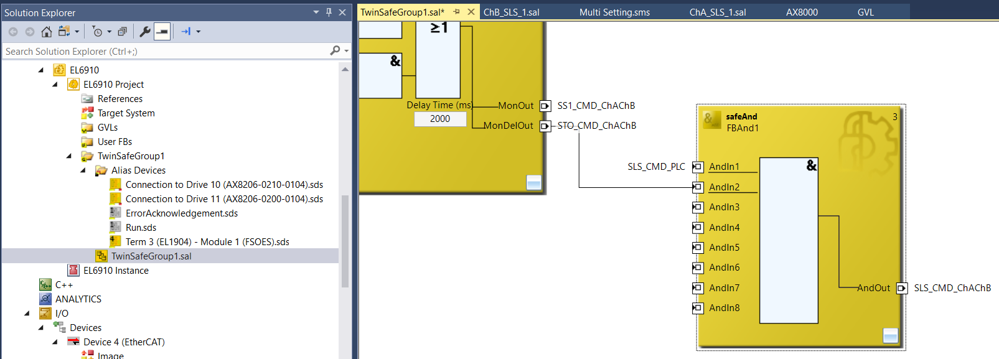 Solution Explorer
Search Solution Explorer (Ctrl+;)
EL6910
EL6910 Project
References
Target System
GVLs
User FBs
TwinSafeGroup1
Alias Devices
Connection to Drive 10 (AX8206-0210-0104).sds
Connection to Drive 11 (AX8206-0200-0104).sds
ErrorAcknowledgement.sds
Run.sds
Term 3 (EL1904) - Module 1 (FSOES).sds
TwinSafeGroup1.sal
EL6910 Instance
C++
ANALYTICS
I/O
Devices
Device 4 (EtherCAT)
Image
TwinSafeGroup1.sal* ChB_SLS_1.sal Multi Setting.sms ChA_SLS_1.sal AX8000 GVL
≥1
&
Delay Time (ms)
2000
MonOut SS1_CMD_ChAChB
MonDelOut STO_CMD_ChAChB
safeAnd 3
FBAnd1
&
SLS_CMD_PLC AndIn1
AndIn2
AndIn3
AndIn4
AndIn5
AndIn6
AndIn7
AndIn8
AndOut SLS_CMD_ChAChB